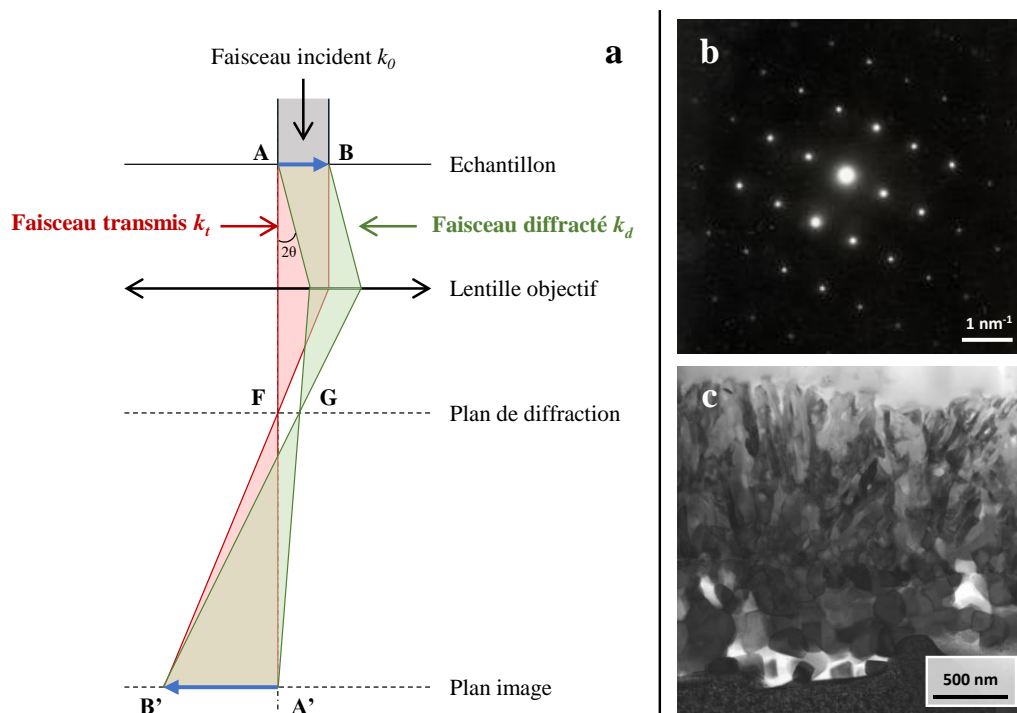 Faisceau incident k0
a
A
B
Echantillon
Faisceau transmis kt
Faisceau diffracté kd
2θ
Lentille objectif
F
G
Plan de diffraction
B'
A'
Plan image
b
1 nm-1
c
500 nm